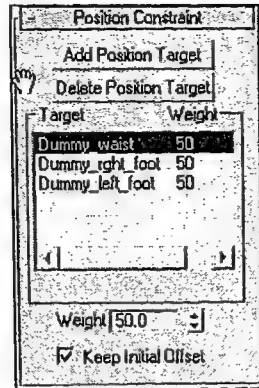 - Position Constraint
Add Position Target
Delete Position Target
Target Weight
Dummy_waist 50
Dummy_rght_foot 50
Dummy_left_foot 50
Weight 50.0
Keep Initial Offset